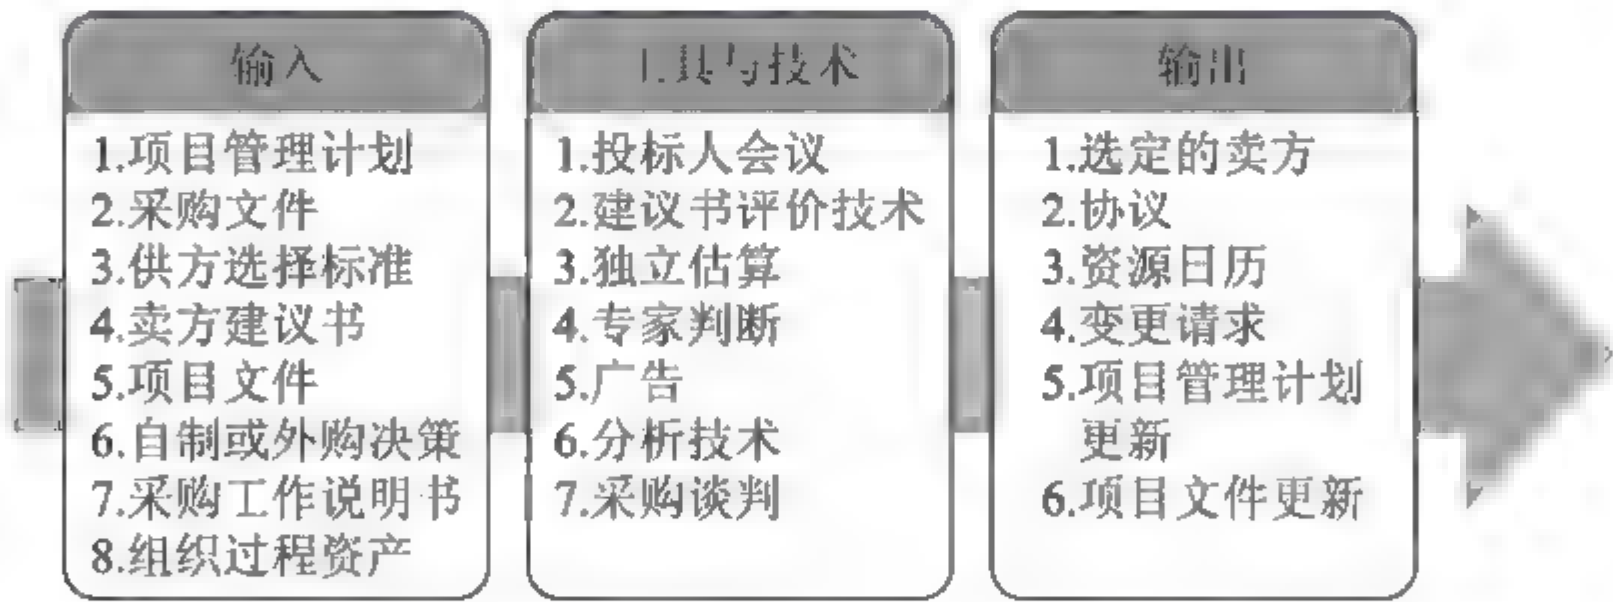 输入
1.项目管理计划
2.采购文件
3.供方选择标准
4.卖方建议书
5.项目文件
6.自制或外购决策
7.采购工作说明书
8.组织过程资产
工具与技术
1.投标人会议
2.建议书评价技术
3.独立估算
4.专家判断
5.广告
6.分析技术
7.采购谈判
输出
1.选定的卖方
2.协议
3.资源日历
4.变更请求
5.项目管理计划
更新
6.项目文件更新